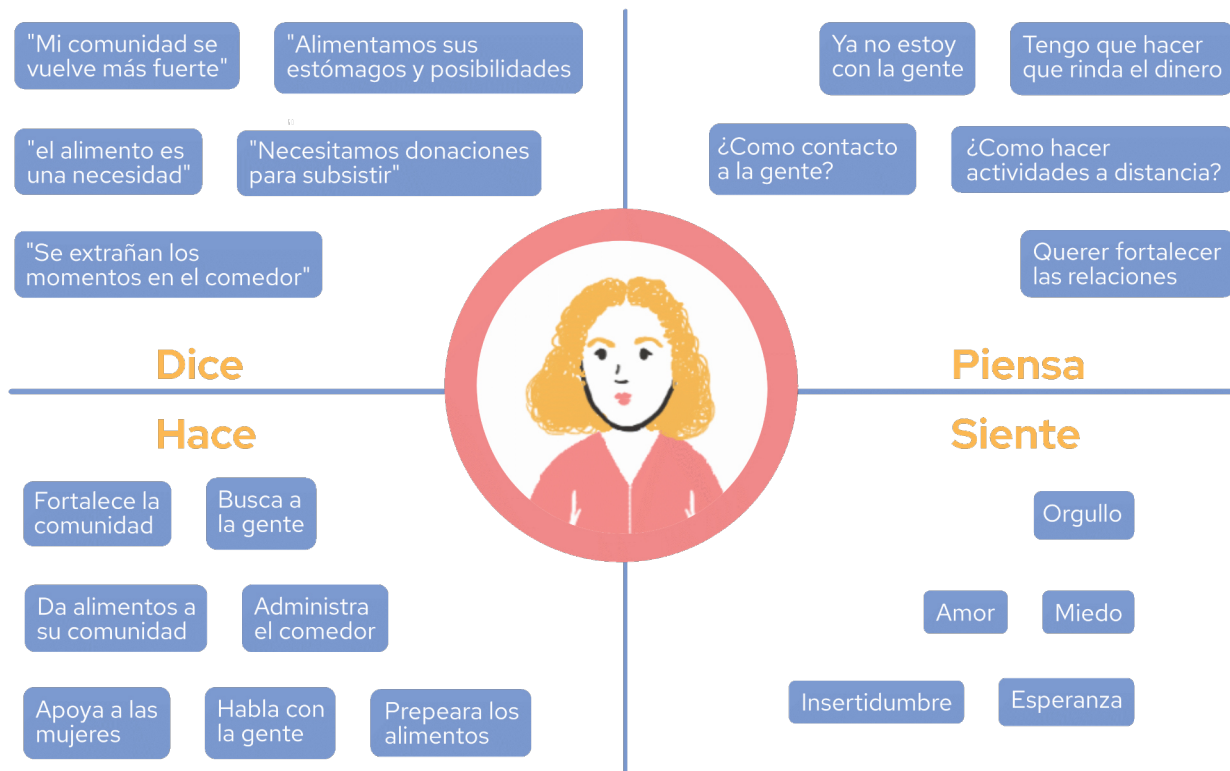 "Mi comunidad se
vuelve más fuerte"
"Alimentamos sus
estómagos y posibilidades
"el alimento es
una necesidad"
"Necesitamos donaciones
para subsistir"
"Se extrañan los
momentos en el comedor"
Dice
Ya no estoy
con la gente
Tengo que hacer
que rinda el dinero
¿Como contacto
a la gente?
¿Como hacer
actividades a distancia?
Querer fortalecer
las relaciones
Piensa
Hace
Fortalece la
comunidad
Busca a
la gente
Da alimentos a
su comunidad
Administra
el comedor
Apoya a las
mujeres
Habla con
la gente
Prepeara los
alimentos
Siente
Orgullo
Amor
Miedo
Insertidumbre
Esperanza